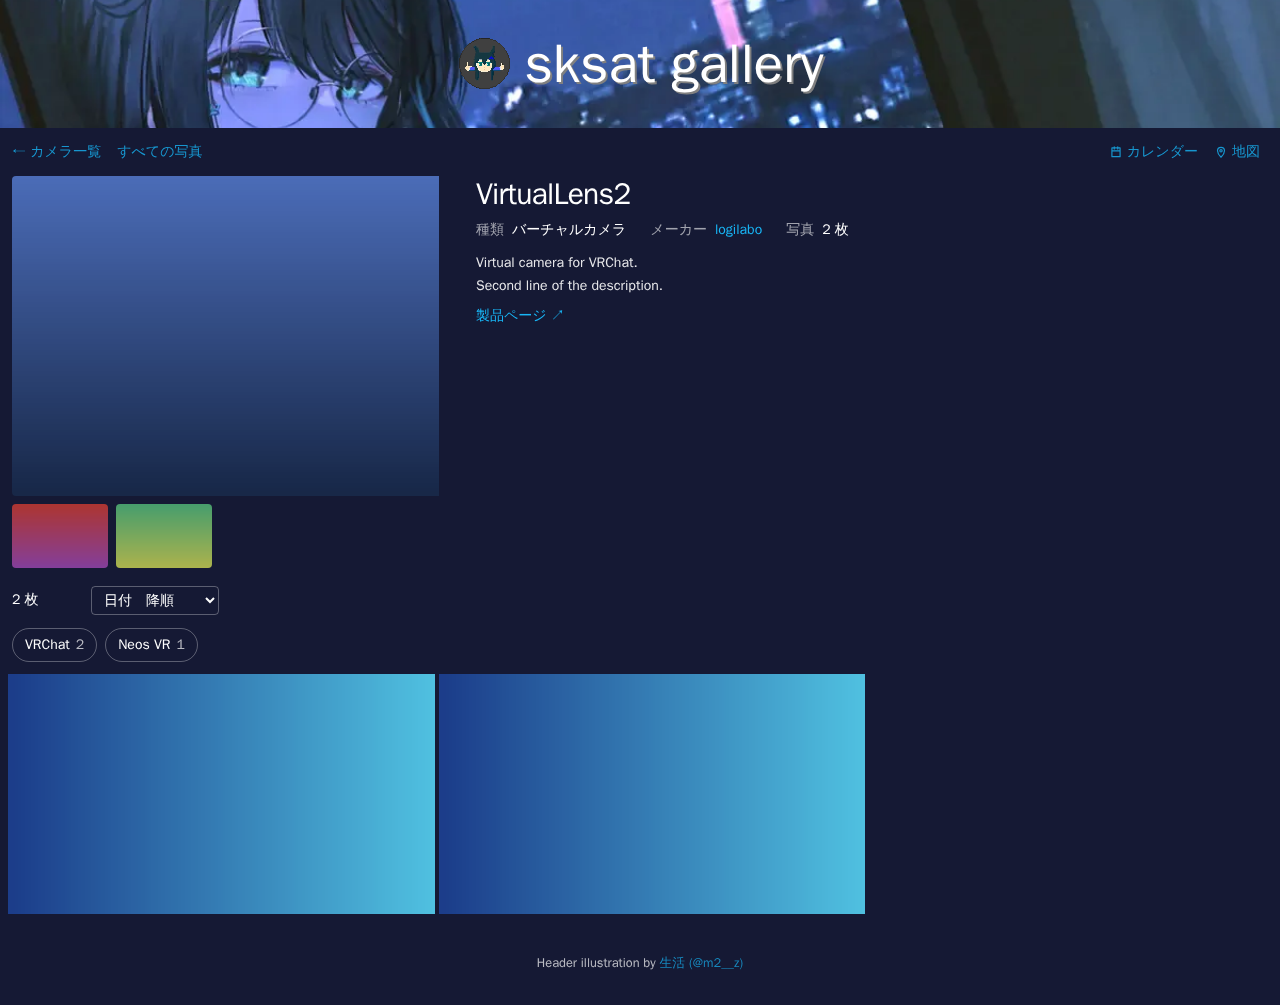 sksat gallery
← カメラ一覧 すべての写真 カレンダー 地図
VirtualLens2
種類 バーチャルカメラ メーカー logilabo 写真 2 枚
Virtual camera for VRChat.
Second line of the description.
製品ページ ↗
2 枚 日付　降順
VRChat 2 Neos VR 1
Header illustration by 生活 (@m2__z)